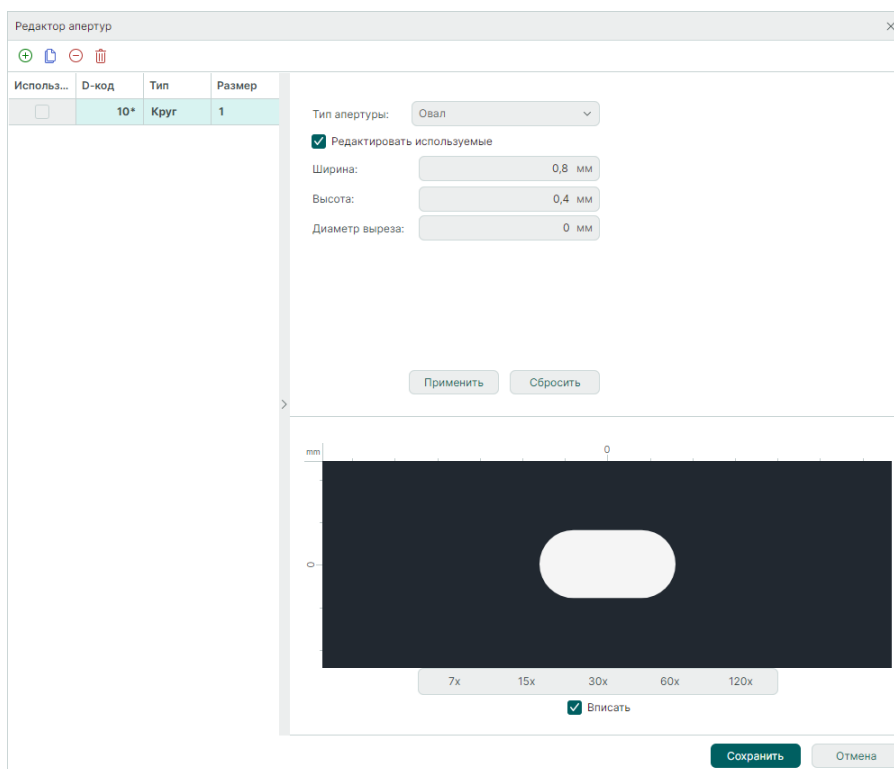 Редактор апертур
Использ... D-код Тип Размер
10* Круг 1
Тип апертуры: Овал
Редактировать используемые
Ширина: 0,8 мм
Высота: 0,4 мм
Диаметр выреза: 0 мм
Применить Сбросить
mm 0
0
7x 15x 30x 60x 120x
Вписать
Сохранить Отмена